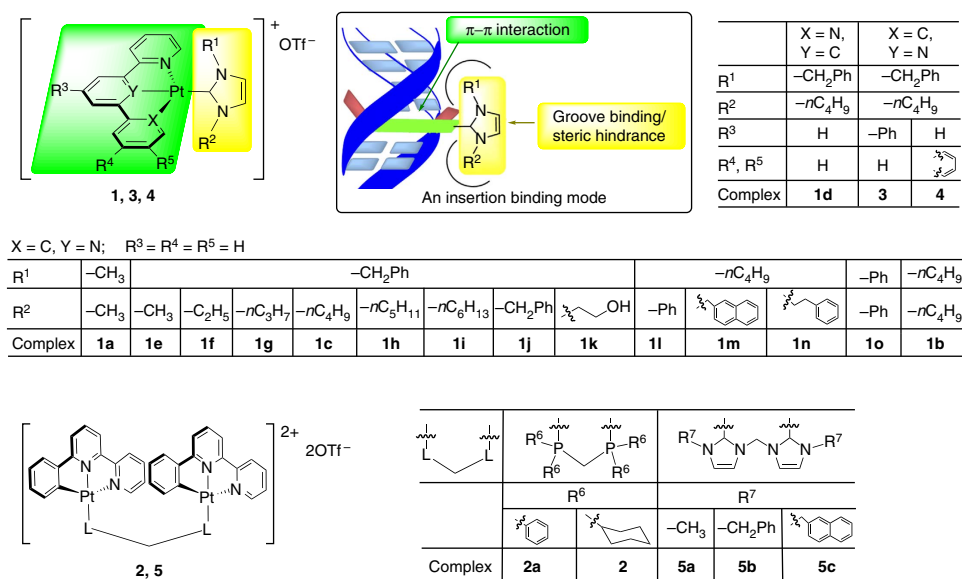 +
OTf–
R1
N
R3
Y
Pt
N
X
N
R4
R5
R2
1, 3, 4
π–π interaction
R1
N
N
R2
Groove binding/
steric hindrance
An insertion binding mode
X = N, X = C,
Y = C Y = N
R1 –CH2Ph –CH2Ph
R2 –nC4H9 –nC4H9
R3 H –Ph H
R4, R5 H H
Complex 1d 3 4
X = C, Y = N; R3 = R4 = R5 = H
R1 –CH3 –CH2Ph –nC4H9 –Ph –nC4H9
R2 –CH3 –CH3 –C2H5 –nC3H7 –nC4H9 –nC5H11 –nC6H13 –CH2Ph OH –Ph –Ph –nC4H9
Complex 1a 1e 1f 1g 1c 1h 1i 1j 1k 1l 1m 1n 1o 1b
2+
2OTf–
N N N N
Pt Pt
L L
2, 5
L L
R6 P P R6
R6 R6
R7 N N N N R7
R6 R7
–CH3 –CH2Ph
Complex 2a 2 5a 5b 5c